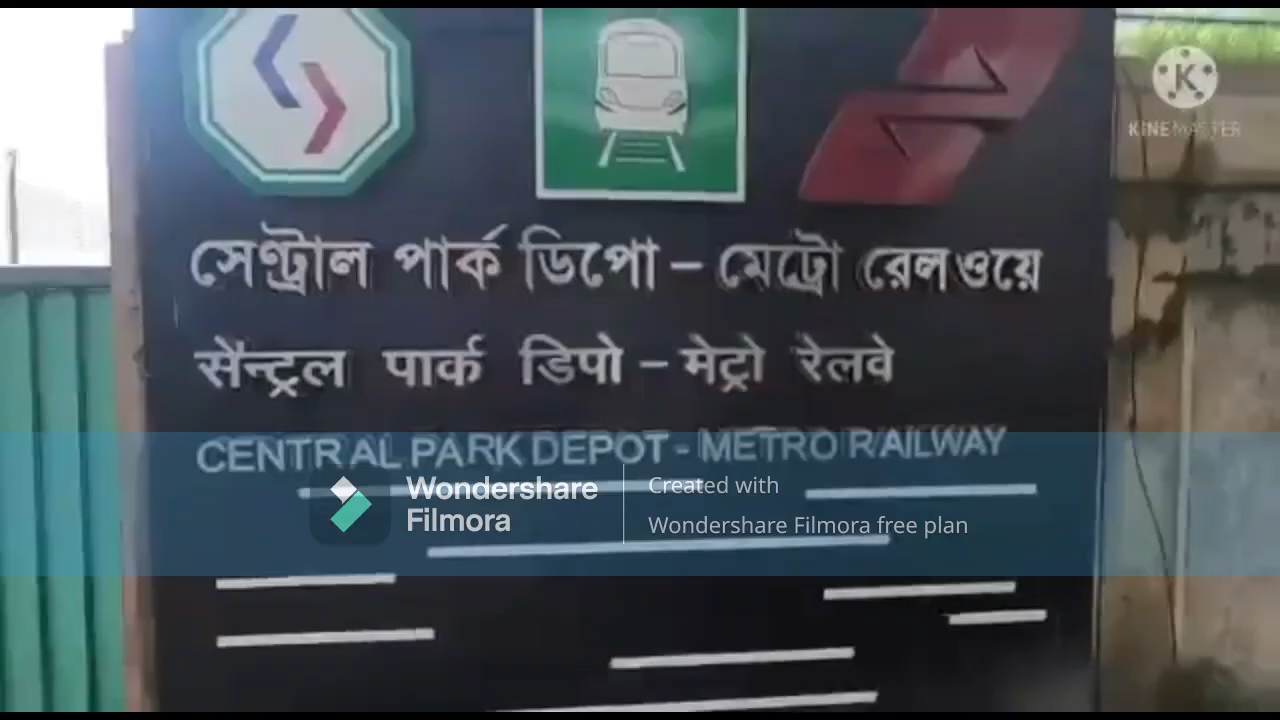 KINEMASTER
সেন্ট্রাল পার্ক ডিপো – মেট্রো রেলওয়ে
सैन्ट्रल पार्क डिपो – मेट्रो रेलवे
CENTRAL PARK DEPOT - METRO RAILWAY
Wondershare Filmora
Created with
Wondershare Filmora free plan